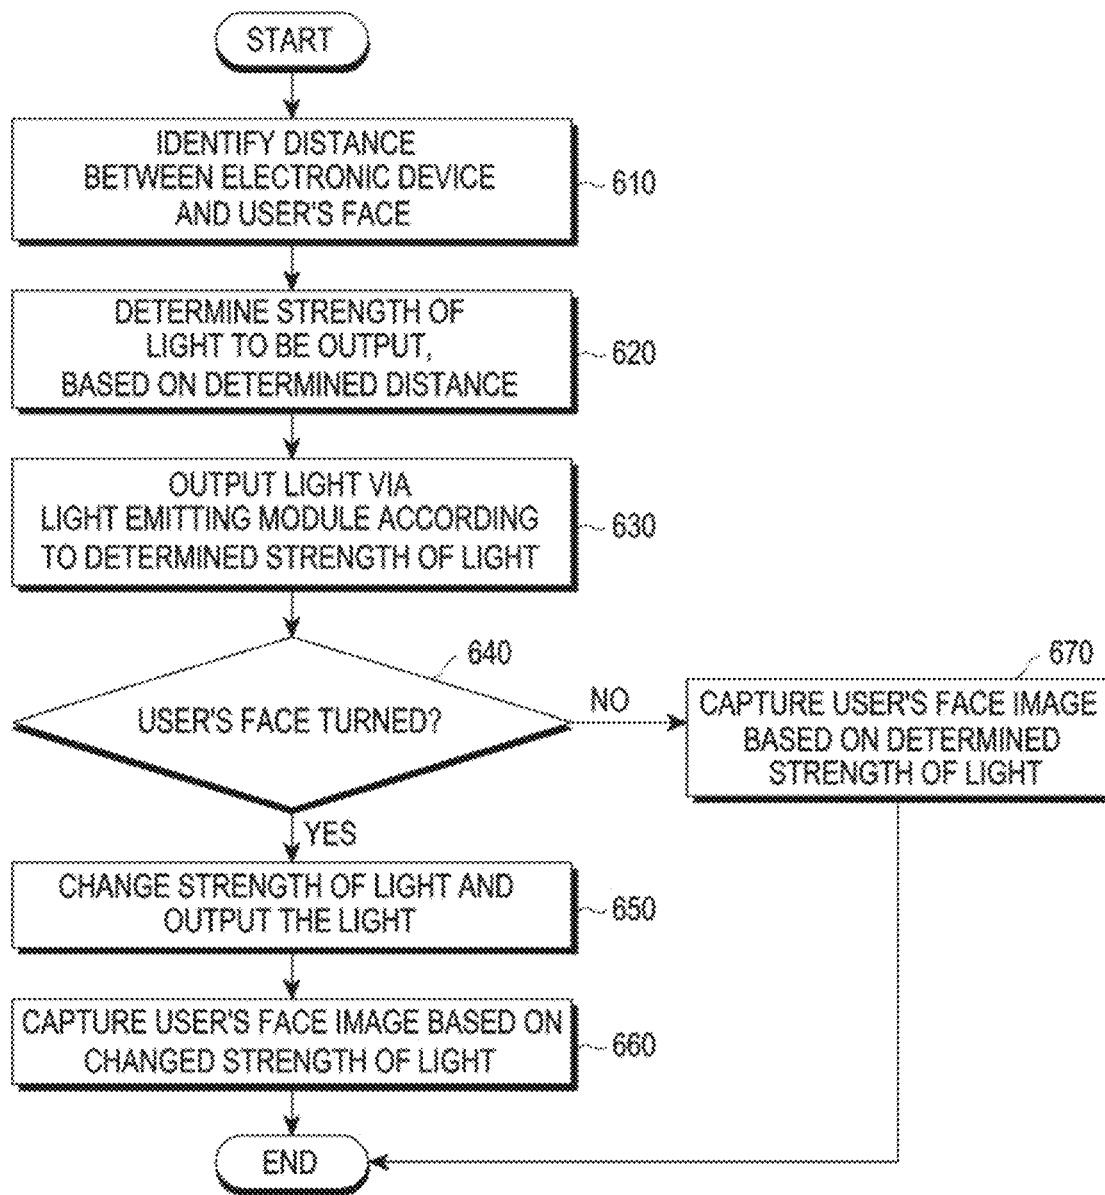 START
IDENTIFY DISTANCE
BETWEEN ELECTRONIC DEVICE
AND USER'S FACE
610
DETERMINE STRENGTH OF
LIGHT TO BE OUTPUT,
BASED ON DETERMINED DISTANCE
620
OUTPUT LIGHT VIA
LIGHT EMITTING MODULE ACCORDING
TO DETERMINED STRENGTH OF LIGHT
630
640
USER'S FACE TURNED?
NO
670
CAPTURE USER'S FACE IMAGE
BASED ON DETERMINED
STRENGTH OF LIGHT
YES
CHANGE STRENGTH OF LIGHT AND
OUTPUT THE LIGHT
650
CAPTURE USER'S FACE IMAGE BASED ON
CHANGED STRENGTH OF LIGHT
660
END